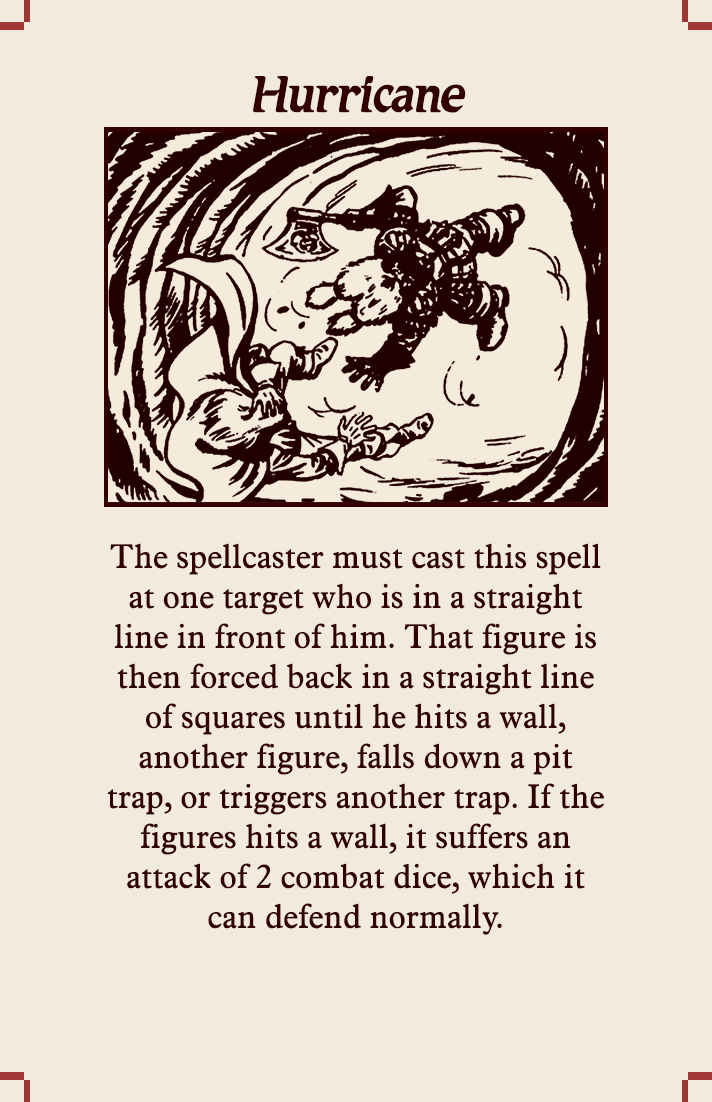 Hurricane
The spellcaster must cast this spell
at one target who is in a straight
line in front of him. That figure is
then forced back in a straight line
of squares until he hits a wall,
another figure, falls down a pit
trap, or triggers another trap. If the
figures hits a wall, it suffers an
attack of 2 combat dice, which it
can defend normally.